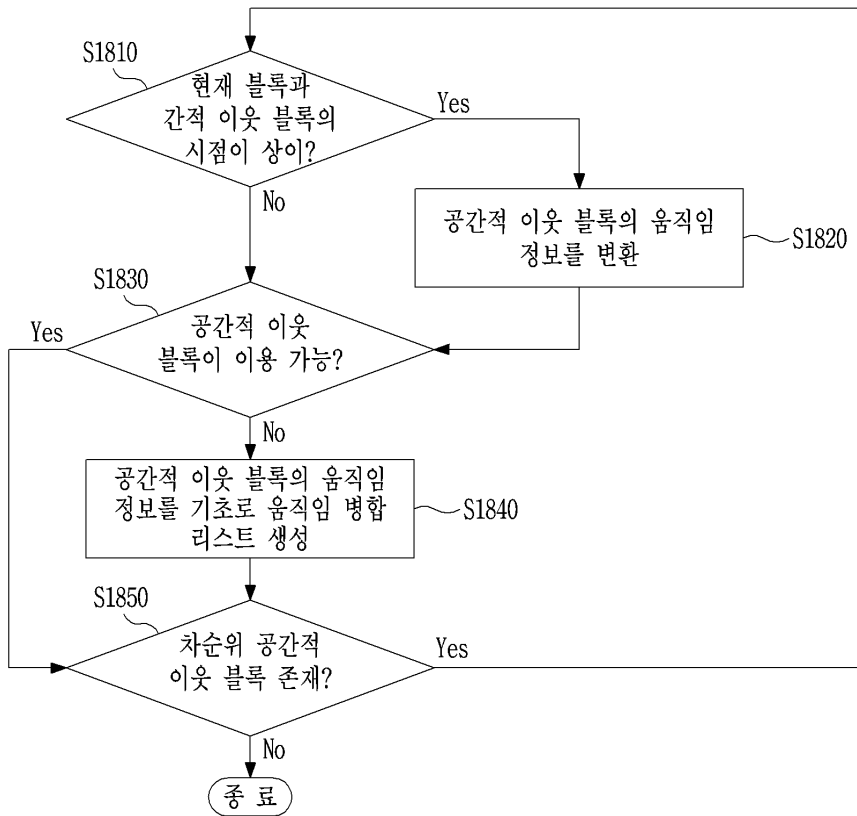 S1810
현재 블록과
간적 이웃 블록의
시점이 상이?
Yes
No
공간적 이웃 블록의 움직임
정보를 변환
S1820
S1830
Yes
공간적 이웃
블록이 이용 가능?
No
공간적 이웃 블록의 움직임
정보를 기초로 움직임 병합
리스트 생성
S1840
S1850
차순위 공간적
이웃 블록 존재?
Yes
No
종 료